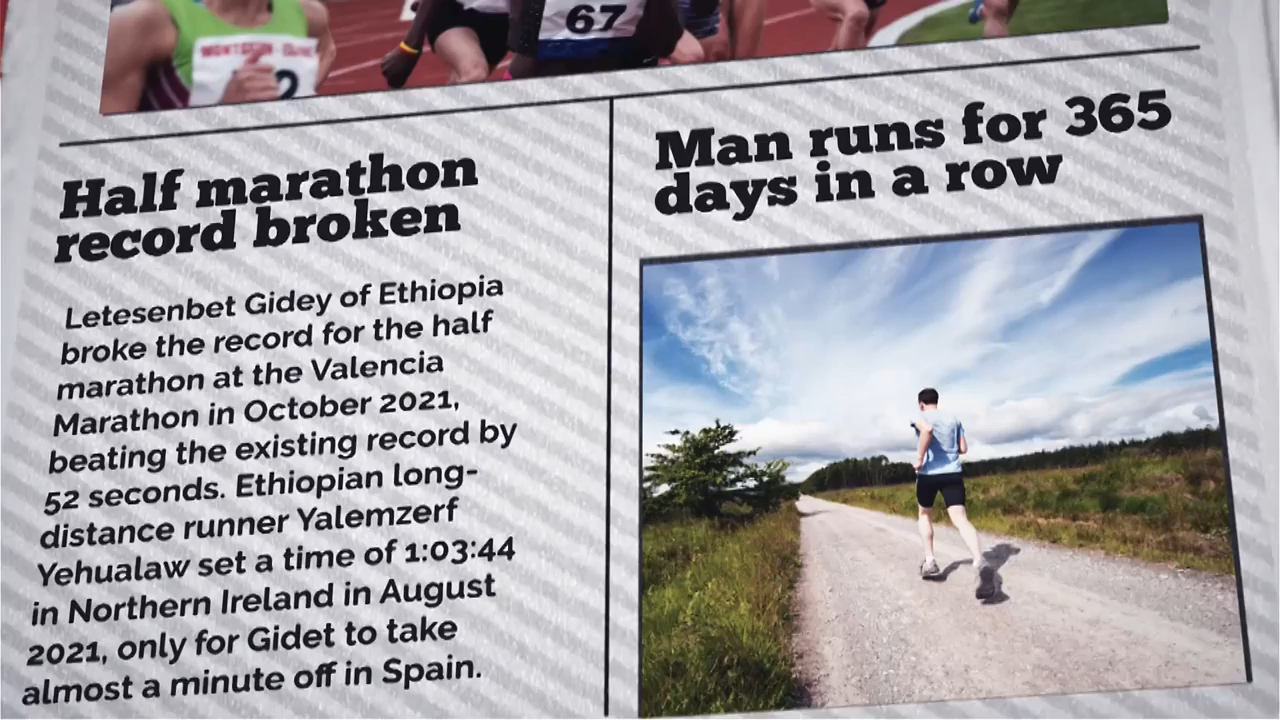 67
2
Half marathon
record broken
Letesenbet Gidey of Ethiopia
broke the record for the half
marathon at the Valencia
Marathon in October 2021,
beating the existing record by
52 seconds. Ethiopian long-
distance runner Yalemzerf
Yehualaw set a time of 1:03:44
in Northern Ireland in August
2021, only for Gidet to take
almost a minute off in Spain.
Man runs for 365
days in a row